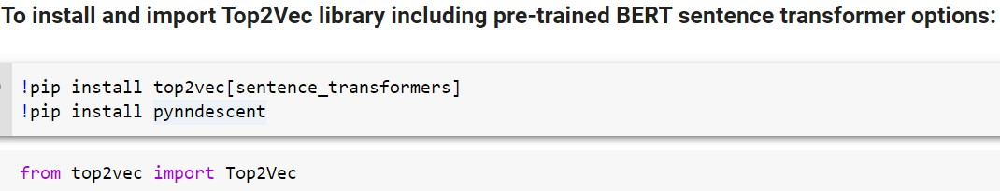 To install and import Top2Vec library including pre-trained BERT sentence transformer options:
!pip install top2vec[sentence_transformers]
!pip install pynndescent
from top2vec import Top2Vec